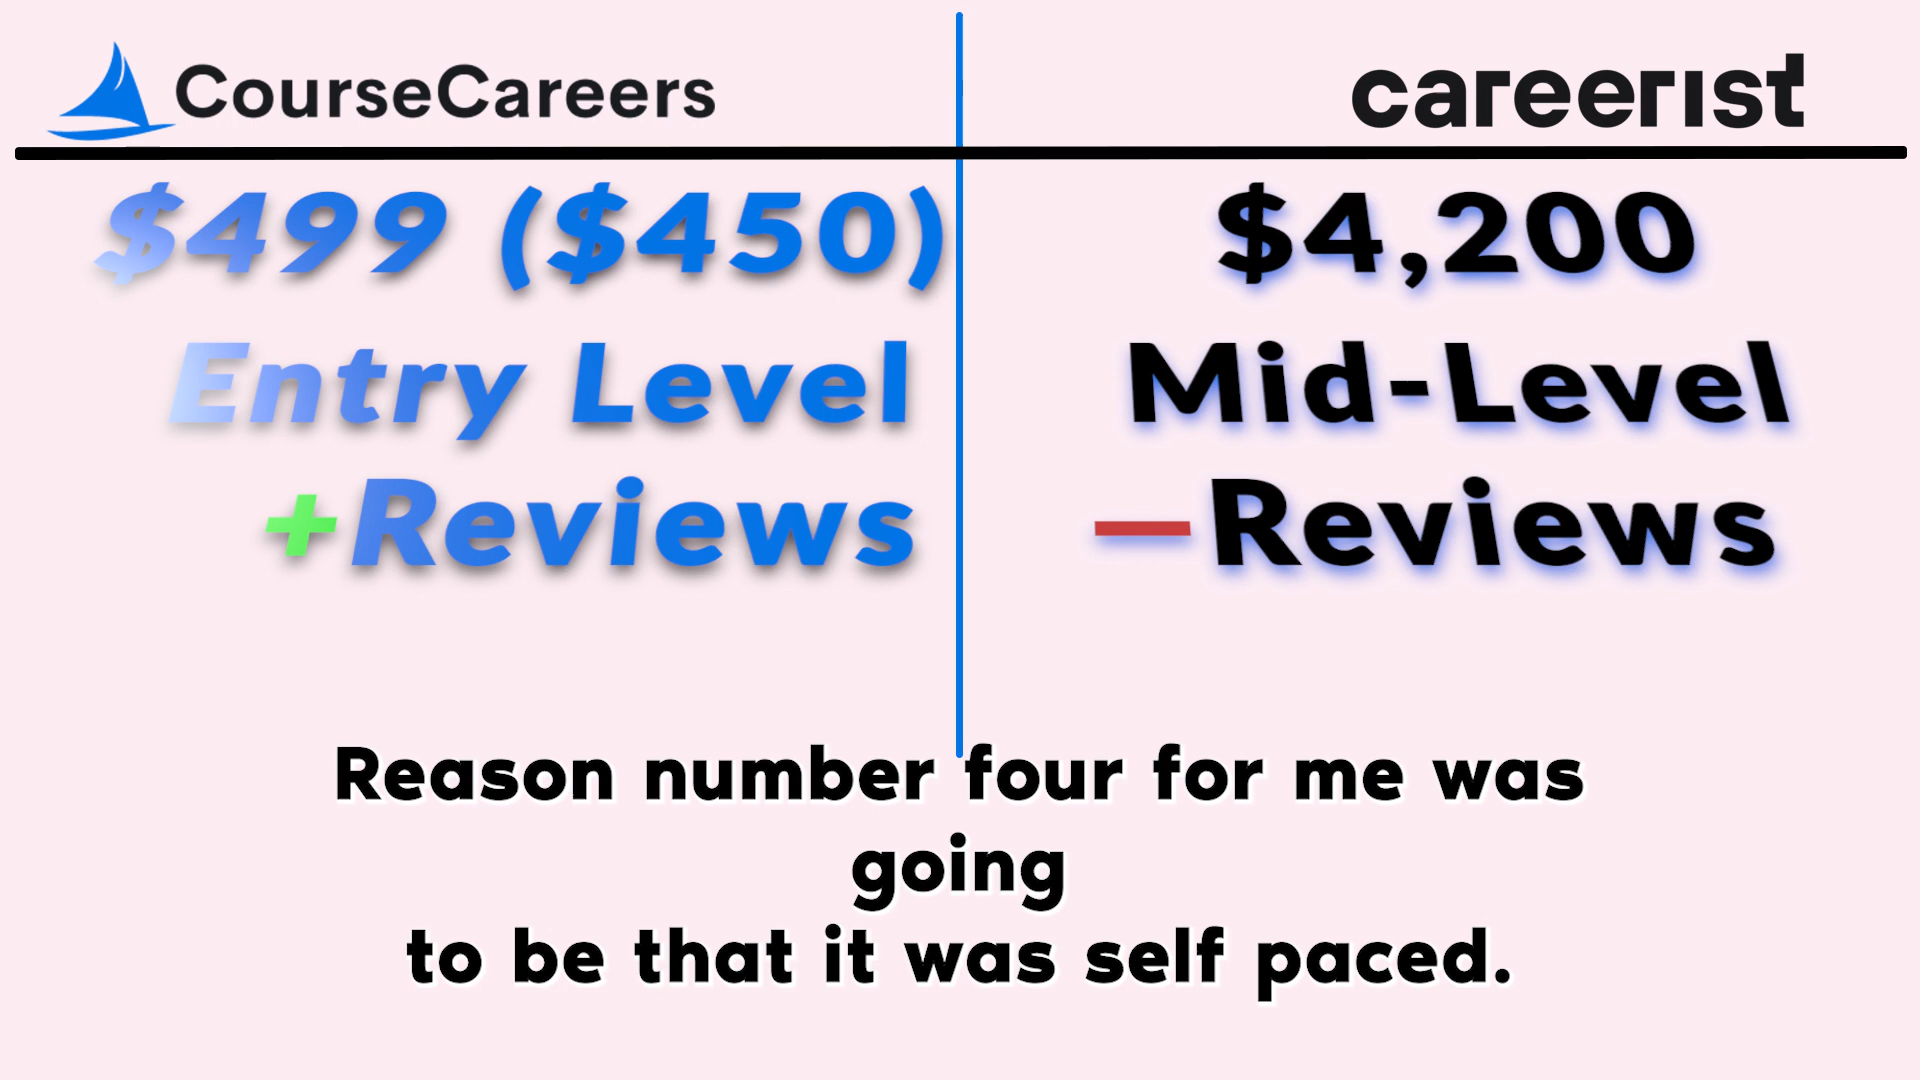 CourseCareers
careerist
$499 ($450)
$4,200
Entry Level
Mid-Level
+Reviews
—Reviews
Reason number four for me was
going
to be that it was self paced.